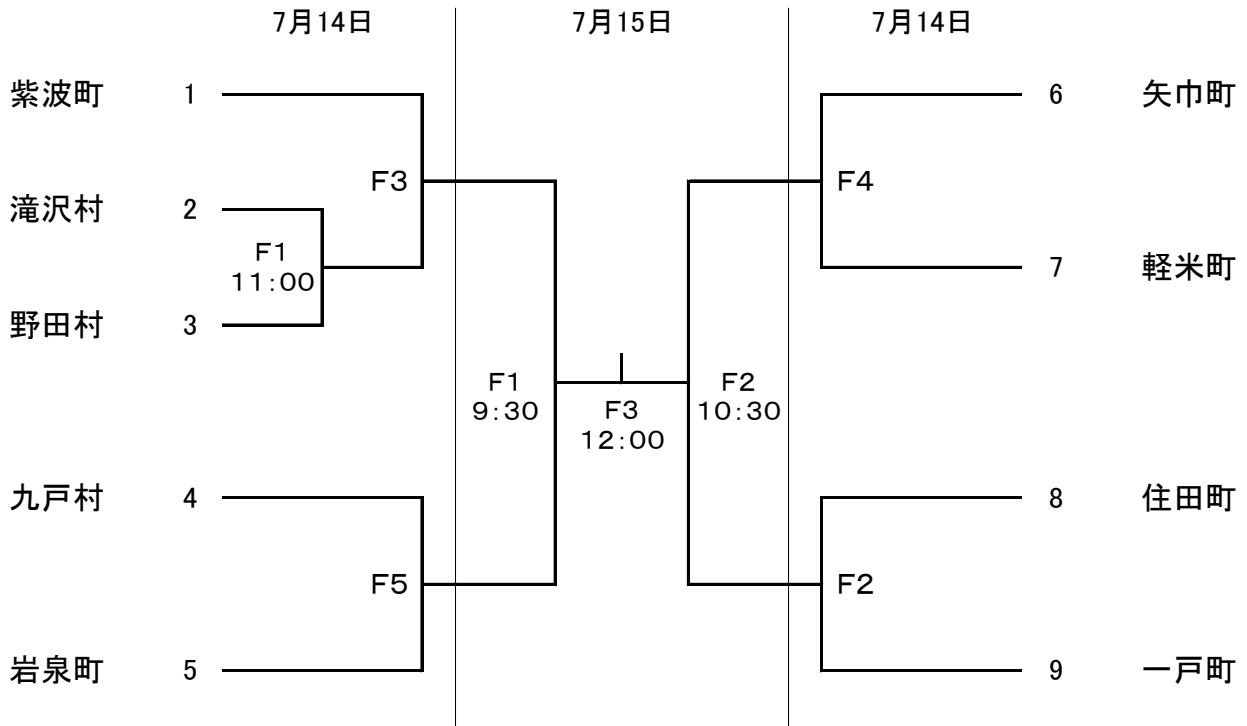 7月14日 7月15日 7月14日
紫波町 1 6 矢巾町
F3 F4
滝沢村 2
F1
11:00
7 軽米町
野田村 3
F1
9:30
F3
12:00
F2
10:30
九戸村 4 8 住田町
F5 F2
岩泉町 5 9 一戸町